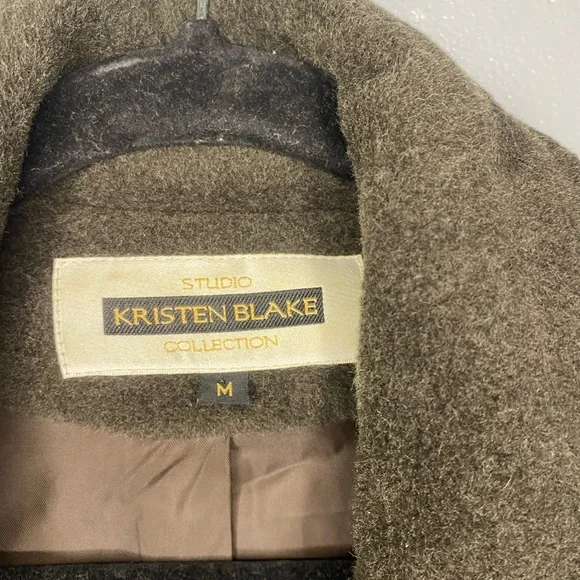 STUDIO
KRISTEN BLAKE
COLLECTION
M